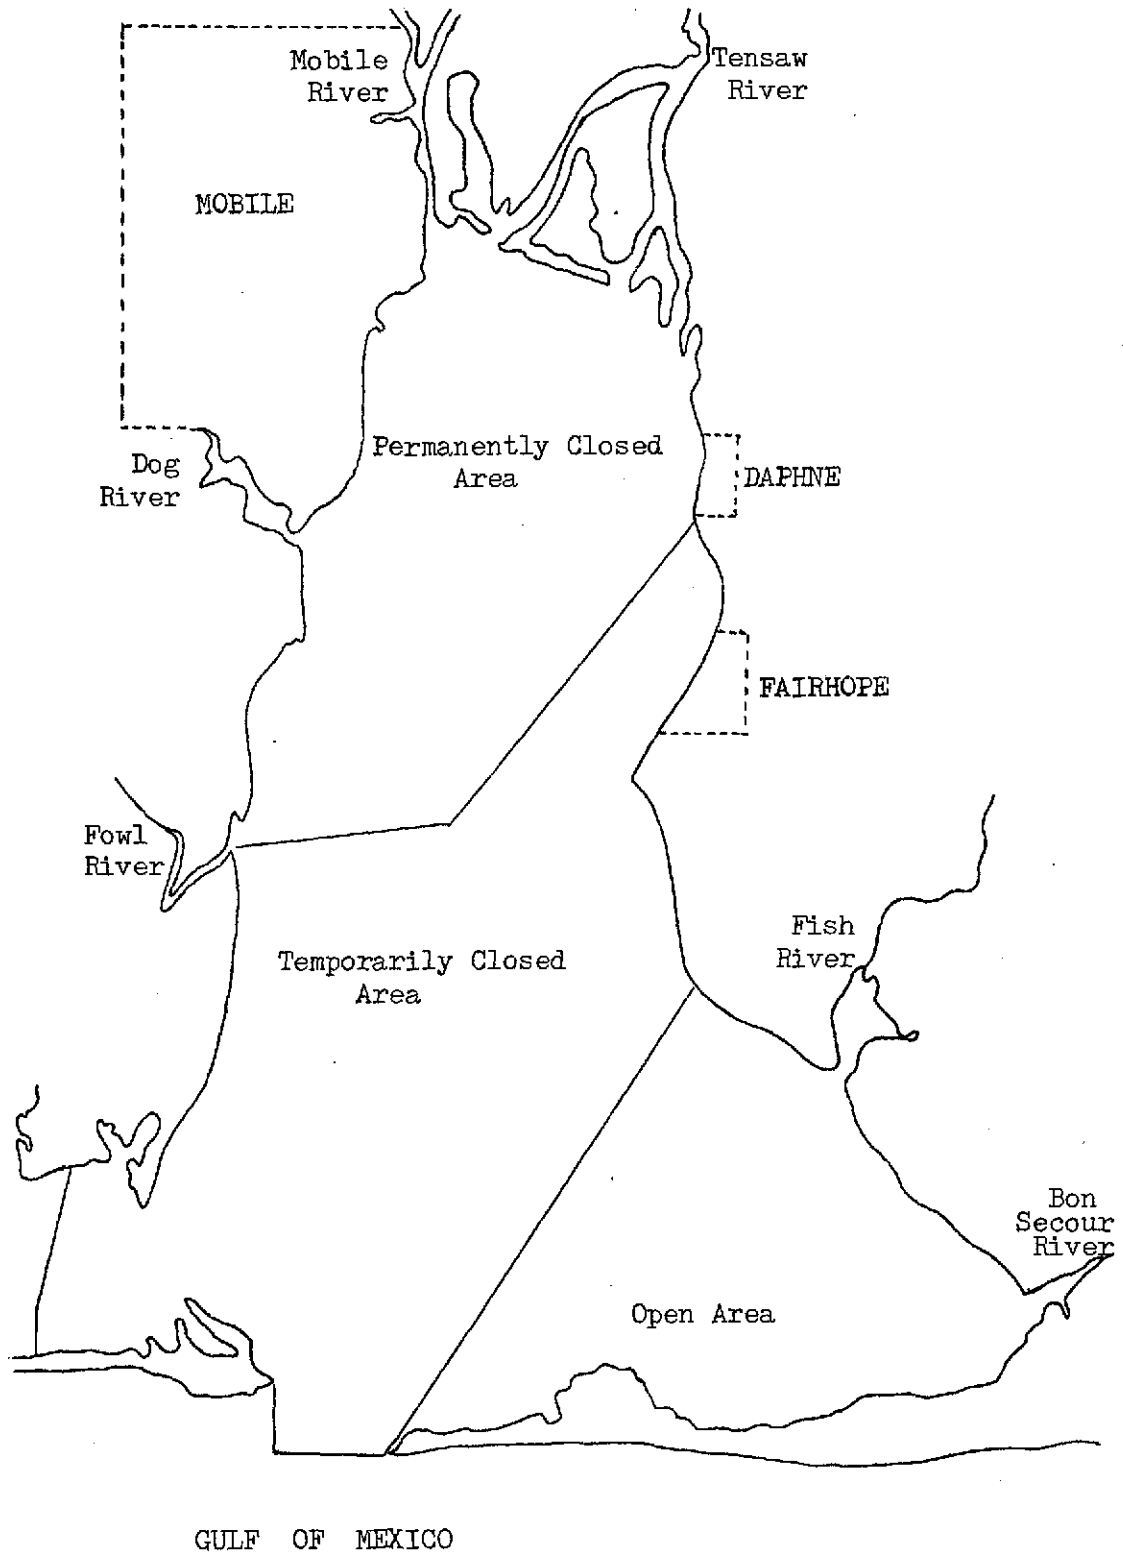 Mobile
River
Tensaw
River
MOBILE
Permanently Closed
Area
Dog
River
DAPHNE
FAIRHOPE
Fowl
River
Fish
River
Temporarily Closed
Area
Bon
Secour
River
Open Area
GULF OF MEXICO